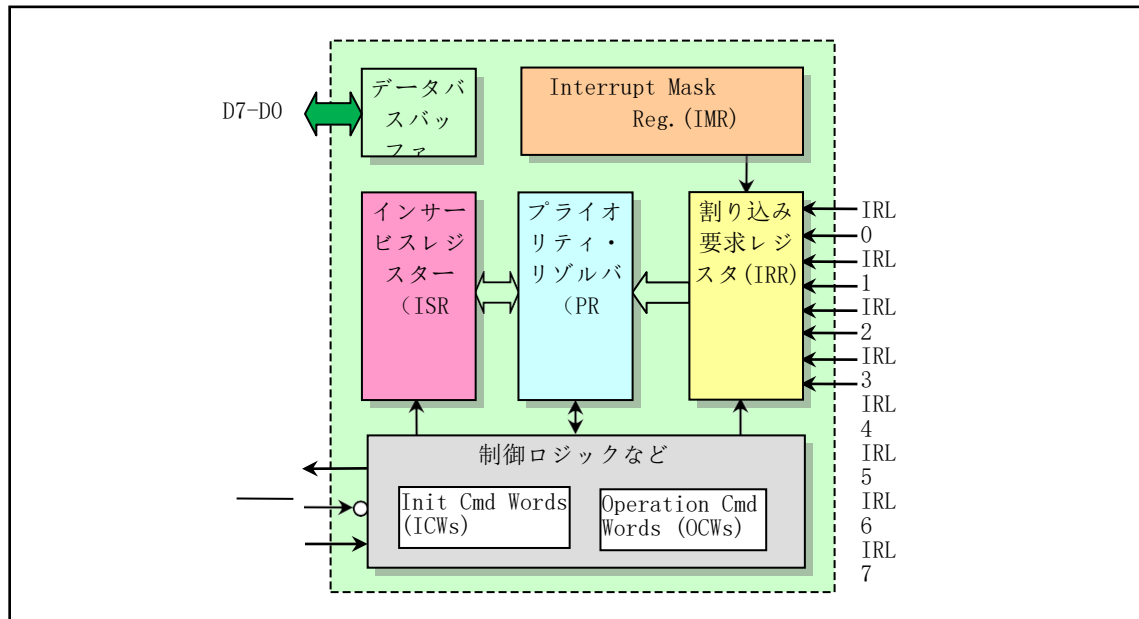 D7-D0
データバ
スバッ
ファ
Interrupt Mask
Reg.(IMR)
インサー
ビスレジ
スター
（ISR
プライオ
リティ・
リゾルバ
（PR
割り込み
要求レジ
スタ(IRR)
IRL
0
IRL
1
IRL
2
IRL
3
IRL
4
IRL
5
IRL
6
IRL
7
制御ロジックなど
Init Cmd Words
(ICWs)
Operation Cmd
Words (OCWs)